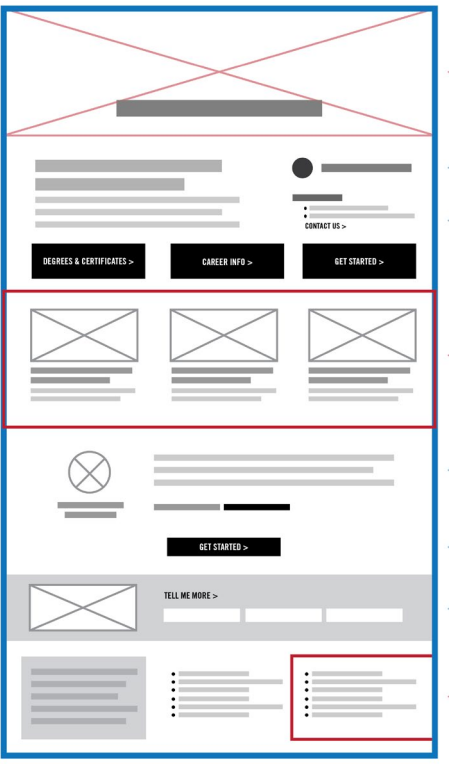 CONTACT US >
DEGREES & CERTIFICATES >
CAREER INFO >
GET STARTED >
GET STARTED >
TELL ME MORE >